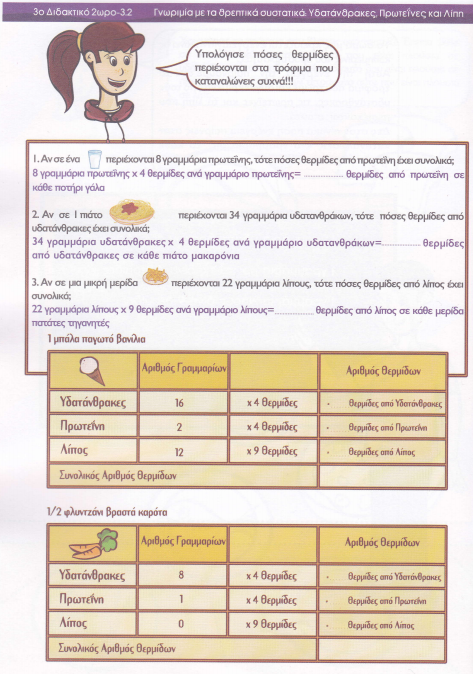 3ο Διδακτικό 2ωρο-3.2 Γνωριμία με τα θρεπτικά συστατικά: Υδατάνθρακες, Πρωτεΐνες και Λίπη
Υπολόγισε πόσες θερμίδες
περιέχονται στα τρόφιμα που
καταναλώνεις συχνά!!!
1. Αν σε ένα περιέχονται 8 γραμμάρια πρωτεΐνης, τότε πόσες θερμίδες από πρωτεΐνη έχει συνολικά;
8 γραμμάρια πρωτεΐνης x 4 θερμίδες ανά γραμμάριο πρωτεΐνης= ............... θερμίδες από πρωτεΐνη σε
κάθε ποτήρι γάλα
2. Αν σε 1 πιάτο περιέχονται 34 γραμμάρια υδατανθράκων, τότε πόσες θερμίδες από
υδατάνθρακες έχει συνολικά;
34 γραμμάρια υδατάνθρακες x 4 θερμίδες ανά γραμμάριο υδατανθράκων=............... θερμίδες
από υδατάνθρακες σε κάθε πιάτο μακαρόνια
3. Αν σε μια μικρή μερίδα περιέχονται 22 γραμμάρια λίπους, τότε πόσες θερμίδες από λίπος έχει
συνολικά;
22 γραμμάρια λίπους x 9 θερμίδες ανά γραμμάριο λίπους=............... θερμίδες από λίπος σε κάθε μερίδα
πατάτες τηγανητές
1 μπάλα παγωτό βανίλια
Αριθμός Γραμμαρίων Αριθμός Θερμίδων
Υδατάνθρακες 16 x 4 θερμίδες - θερμίδες από Υδατάνθρακες
Πρωτεΐνη 2 x 4 θερμίδες - θερμίδες από Πρωτεΐνη
Λίπος 12 x 9 θερμίδες - θερμίδες από Λίπος
Συνολικός Αριθμός Θερμίδων
1/2 φλυντζάνι βραστά καρότα
Αριθμός Γραμμαρίων Αριθμός Θερμίδων
Υδατάνθρακες 8 x 4 θερμίδες - θερμίδες από Υδατάνθρακες
Πρωτεΐνη 1 x 4 θερμίδες - θερμίδες από Πρωτεΐνη
Λίπος 0 x 9 θερμίδες - θερμίδες από Λίπος
Συνολικός Αριθμός Θερμίδων